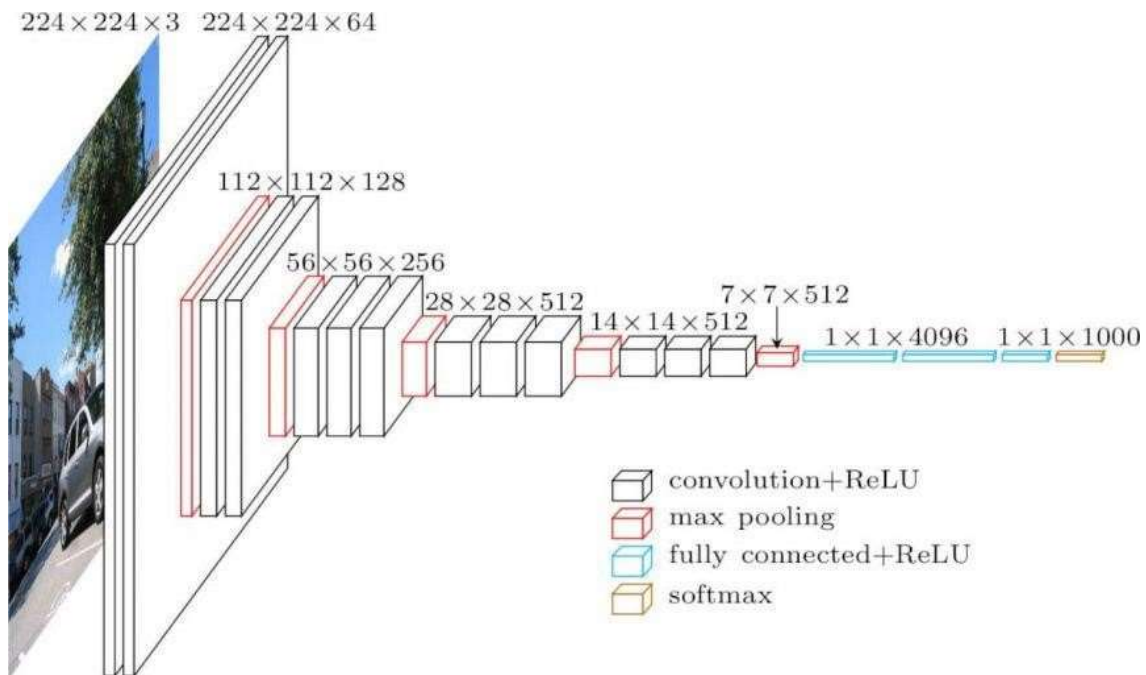 224×224×3
224×224×64
112×112×128
56×56×256
28×28×512
14×14×512
7×7×512
1×1×4096
1×1×1000
convolution+ReLU
max pooling
fully connected+ReLU
softmax